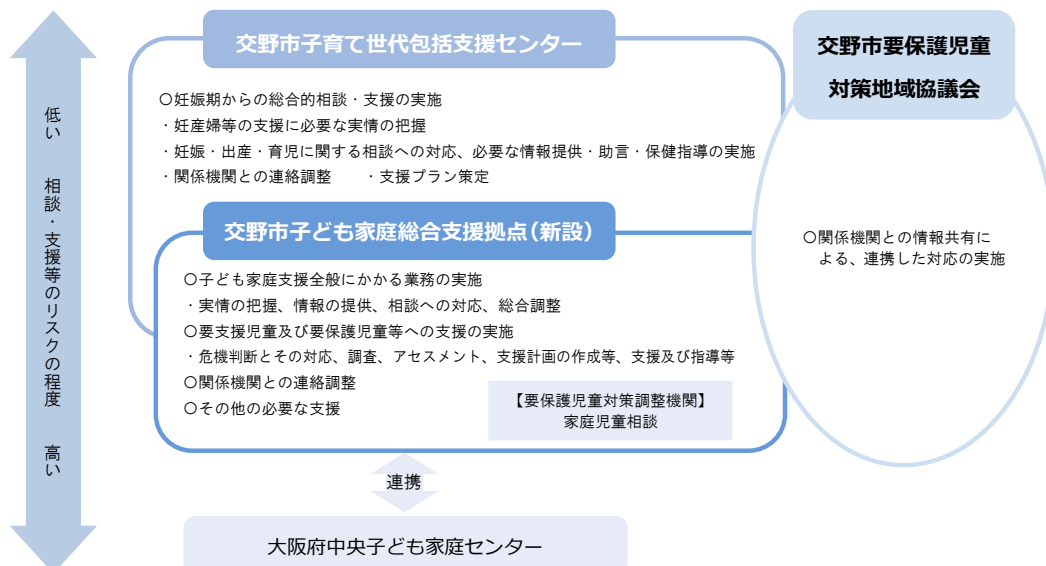 低い　相談・支援等のリスクの程度　高い
交野市子育て世代包括支援センター
〇妊娠期からの総合的相談・支援の実施
・妊産婦等の支援に必要な実情の把握
・妊娠・出産・育児に関する相談への対応、必要な情報提供・助言・保健指導の実施
・関係機関との連絡調整　　・支援プラン策定
交野市子ども家庭総合支援拠点（新設）
〇子ども家庭支援全般にかかる業務の実施
・実情の把握、情報の提供、相談への対応、総合調整
〇要支援児童及び要保護児童等への支援の実施
・危機判断とその対応、調査、アセスメント、支援計画の作成等、支援及び指導等
〇関係機関との連絡調整
〇その他の必要な支援
【要保護児童対策調整機関】
家庭児童相談
連携
大阪府中央子ども家庭センター
交野市要保護児童
対策地域協議会
〇関係機関との情報共有に
よる、連携した対応の実施